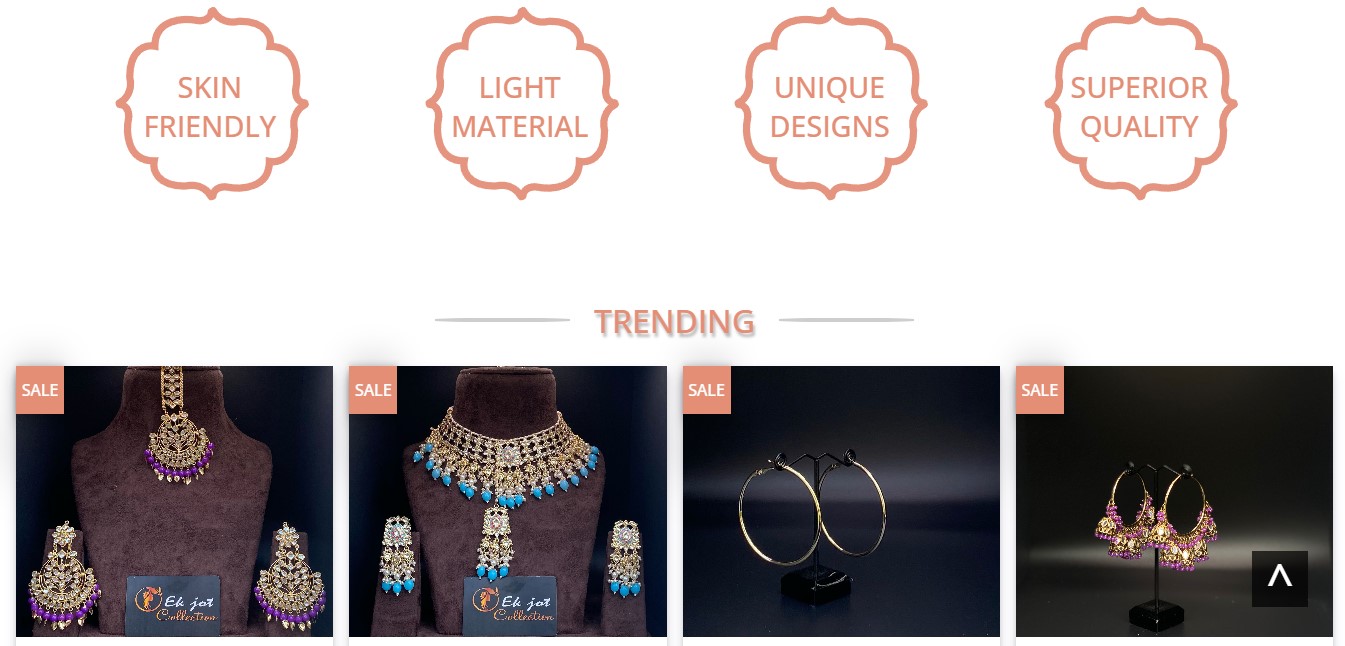 SKIN
FRIENDLY
LIGHT
MATERIAL
UNIQUE
DESIGNS
SUPERIOR
QUALITY
TRENDING
SALE
SALE
SALE
SALE
Ek jot
Collection
Ek jot
Collection